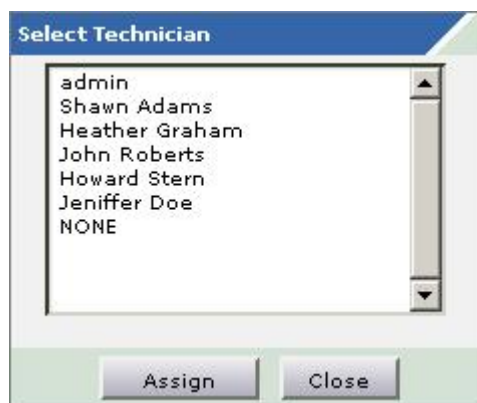 Select Technician
admin
Shawn Adams
Heather Graham
John Roberts
Howard Stern
Jeniffer Doe
NONE
Assign Close